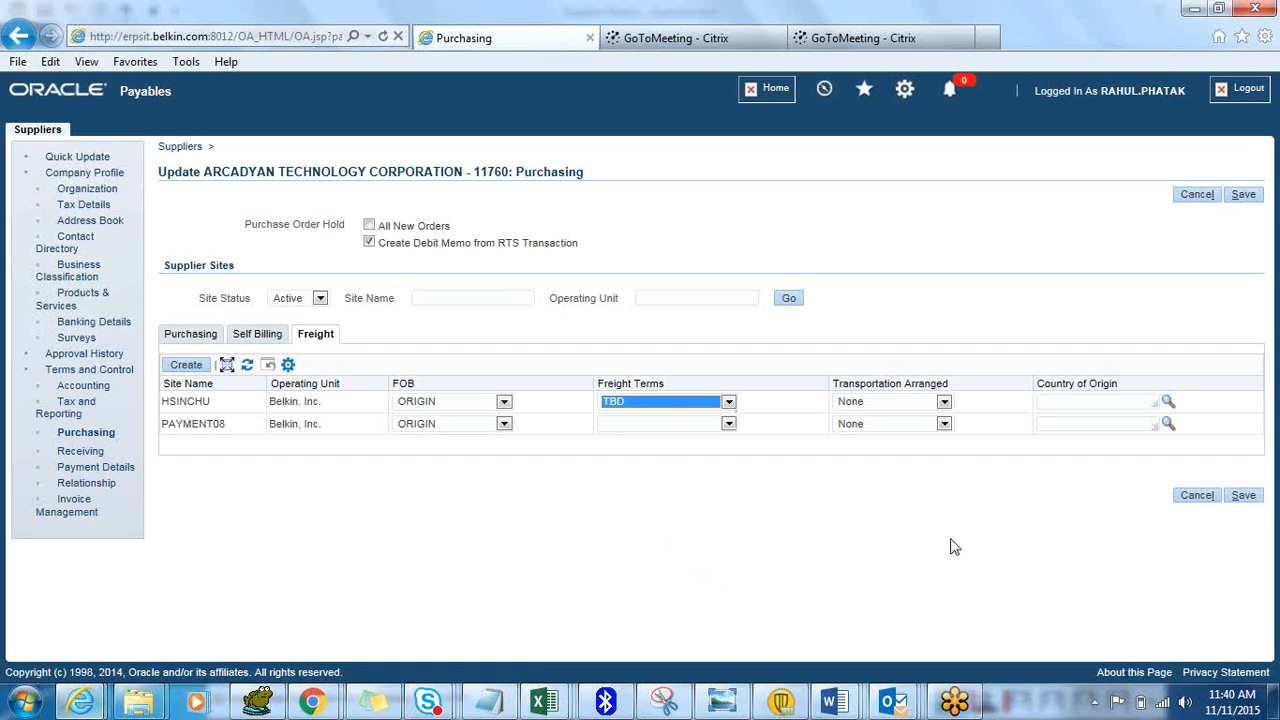 http://erpsit.belkin.com:8012/OA_HTML/OA.jsp?pa
Purchasing
GoToMeeting - Citrix
GoToMeeting - Citrix
File Edit View Favorites Tools Help
ORACLE Payables
Home
0
Logged In As RAHUL.PHATAK
Logout
Suppliers
Quick Update
Company Profile
Organization
Tax Details
Address Book
Contact
Directory
Business
Classification
Products &
Services
Banking Details
Surveys
Approval History
Terms and Control
Accounting
Tax and
Reporting
Purchasing
Receiving
Payment Details
Relationship
Invoice
Management
Suppliers >
Update ARCADYAN TECHNOLOGY CORPORATION - 11760: Purchasing
Cancel Save
Purchase Order Hold All New Orders
Create Debit Memo from RTS Transaction
Supplier Sites
Site Status Active Site Name Operating Unit Go
Purchasing Self Billing Freight
Create
Site Name Operating Unit FOB Freight Terms Transportation Arranged Country of Origin
HSINCHU Belkin, Inc. ORIGIN TBD None
PAYMENT08 Belkin, Inc. ORIGIN None
Cancel Save
Copyright (c) 1998, 2014, Oracle and/or its affiliates. All rights reserved.
About this Page Privacy Statement
11:40 AM
11/11/2015